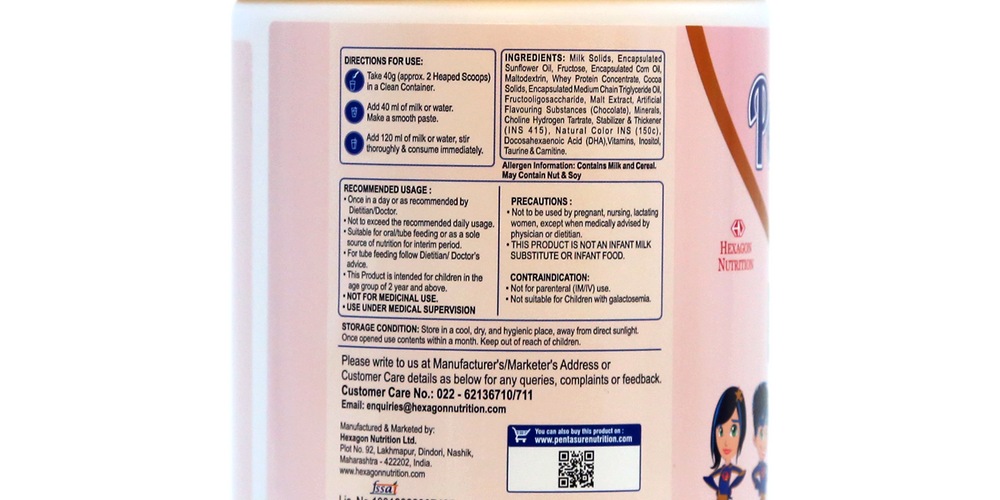 DIRECTIONS FOR USE:
Take 40g (approx. 2 Heaped Scoops)
in a Clean Container.
Add 40 ml of milk or water.
Make a smooth paste.
Add 120 ml of milk or water, stir
thoroughly & consume immediately.
INGREDIENTS: Milk Solids, Encapsulated
Sunflower Oil, Fructose, Encapsulated Corn Oil,
Maltodextrin, Whey Protein Concentrate, Cocoa
Solids, Encapsulated Medium Chain Triglyceride Oil,
Fructooligosaccharide, Malt Extract, Artificial
Flavouring Substances (Chocolate), Minerals,
Choline Hydrogen Tartrate, Stabilizer & Thickener
(INS 415), Natural Color INS (150c),
Docosahexaenoic Acid (DHA),Vitamins, Inositol,
Taurine & Carnitine.
Allergen Information: Contains Milk and Cereal.
May Contain Nut & Soy
RECOMMENDED USAGE :
• Once in a day or as recommended by
Dietitian/Doctor.
• Not to exceed the recommended daily usage.
• Suitable for oral/tube feeding or as a sole
source of nutrition for interim period.
• For tube feeding follow Dietitian/ Doctor's
advice.
• This Product is intended for children in the
age group of 2 year and above.
• NOT FOR MEDICINAL USE.
• USE UNDER MEDICAL SUPERVISION
PRECAUTIONS :
• Not to be used by pregnant, nursing, lactating
women, except when medically advised by
physician or dietitian.
• THIS PRODUCT IS NOT AN INFANT MILK
SUBSTITUTE OR INFANT FOOD.
CONTRAINDICATION:
• Not for parenteral (IM/IV) use.
• Not suitable for Children with galactosemia.
STORAGE CONDITION: Store in a cool, dry, and hygienic place, away from direct sunlight.
Once opened use contents within a month. Keep out of reach of children.
Please write to us at Manufacturer's/Marketer's Address or
Customer Care details as below for any queries, complaints or feedback.
Customer Care No.: 022 - 62136710/711
Email: enquiries@hexagonnutrition.com
Manufactured & Marketed by:
Hexagon Nutrition Ltd.
Plot No. 92, Lakhmapur, Dindori, Nashik,
Maharashtra - 422202, India.
www.hexagonnutrition.com
fssai
You can also buy this product on :
www.pentasurenutrition.com
HEXAGON
NUTRITION
P